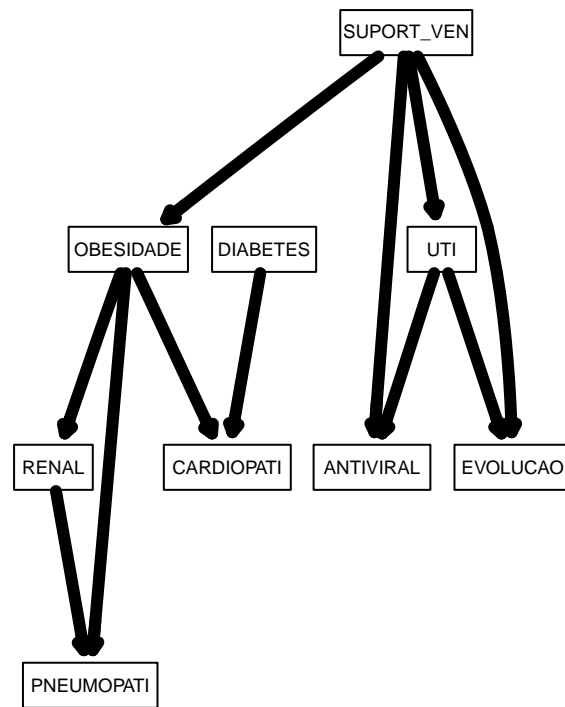 SUPORT_VEN
OBESIDADE
DIABETES
UTI
RENAL
CARDIOPATI
ANTIVIRAL
EVOLUCAO
PNEUMOPATI